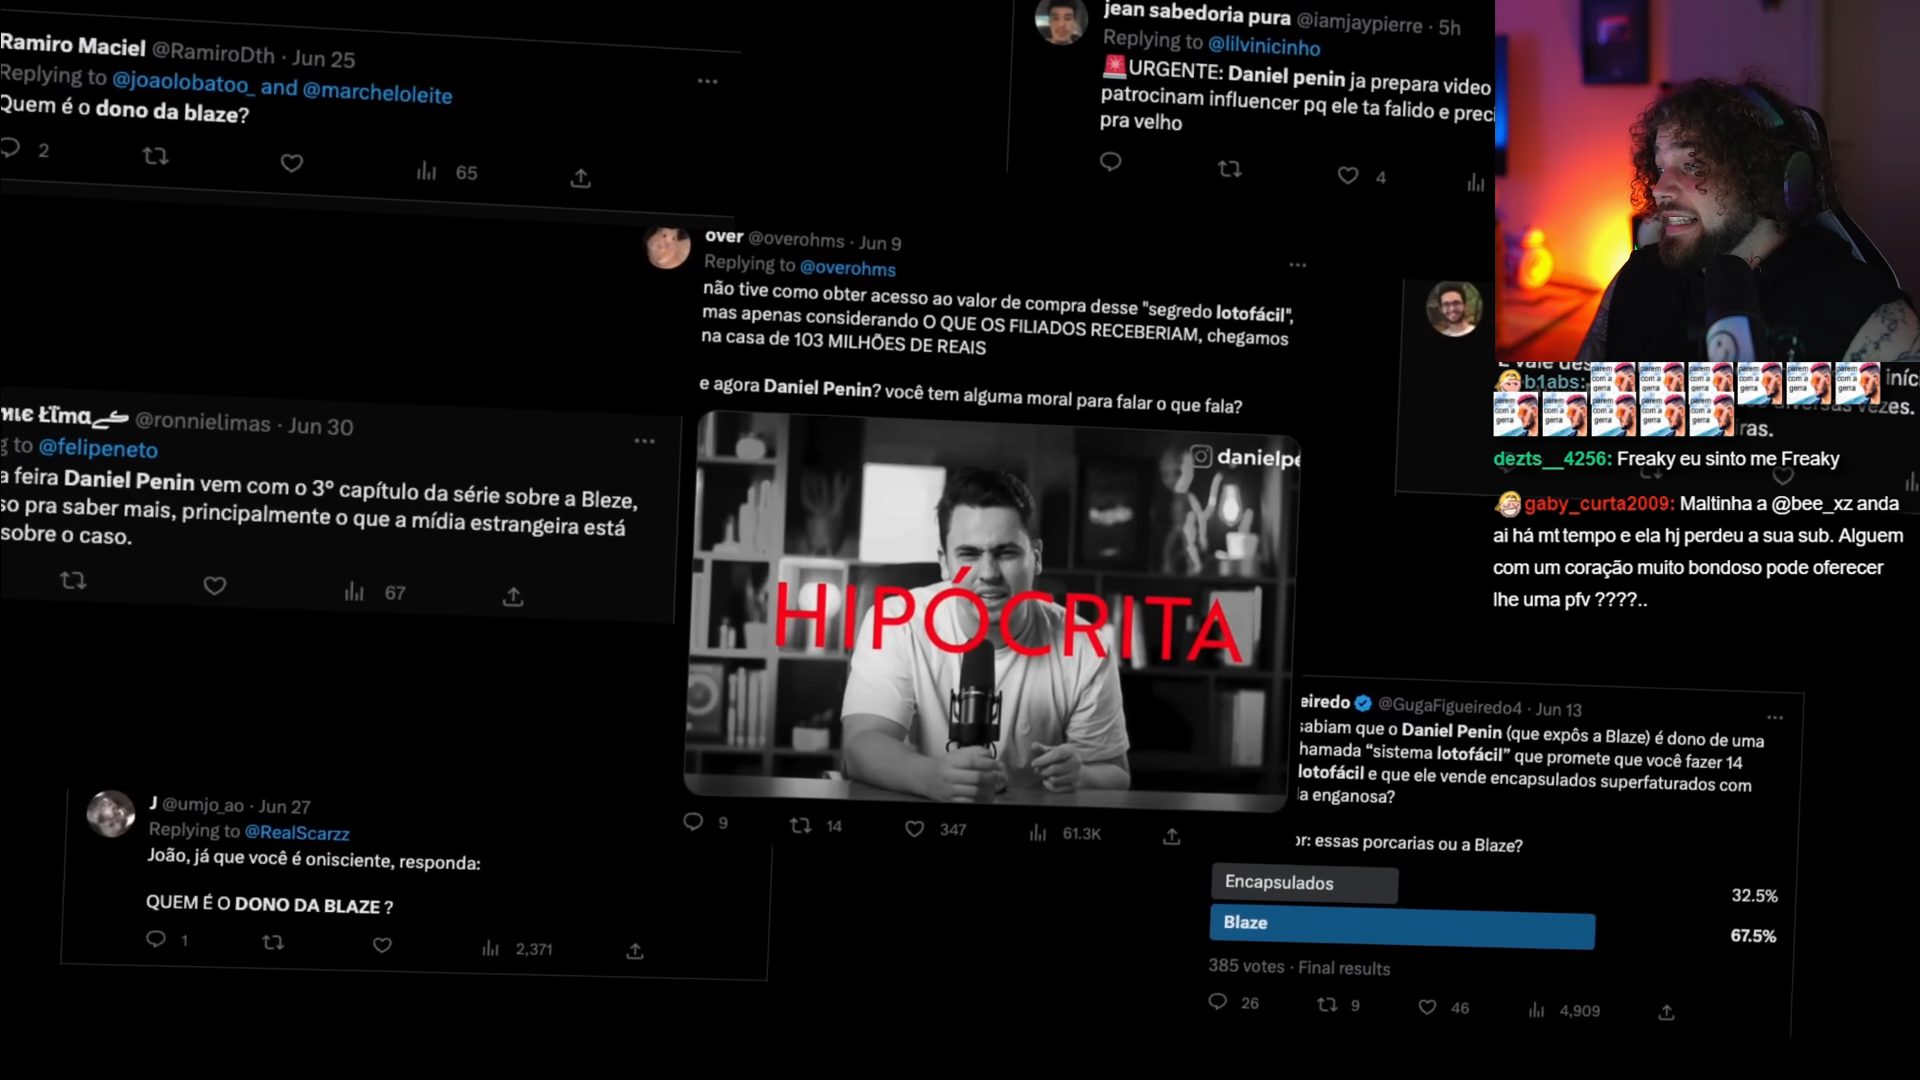 Ramiro Maciel @RamiroDth · Jun 25
Replying to @joaolobatoo_ and @marcheloleite
Quem é o dono da blaze?
2
65
jean sabedoria pura @iamjaypierre · 5h
Replying to @lilvinicinho
URGENTE: Daniel penin ja prepara video
patrocinam influencer pq ele ta falido e preci
pra velho
4
over @overohms · Jun 9
Replying to @overohms
não tive como obter acesso ao valor de compra desse "segredo lotofácil",
mas apenas considerando O QUE OS FILIADOS RECEBERIAM, chegamos
na casa de 103 MILHÕES DE REAIS
e agora Daniel Penin? você tem alguma moral para falar o que fala?
danielpe
HIPÓCRITA
9
14
347
61.3K
@ronnielimas · Jun 30
g to @felipeneto
a feira Daniel Penin vem com o 3° capítulo da série sobre a Bleze,
so pra saber mais, principalmente o que a mídia estrangeira está
sobre o caso.
67
J @umjo_ao · Jun 27
Replying to @RealScarzz
João, já que você é onisciente, responda:
QUEM É O DONO DA BLAZE ?
1
2,371
b1abs:
parem com a gerra
iníc
vezes.
ras.
dezts__4256: Freaky eu sinto me Freaky
gaby_curta2009: Maltinha a @bee_xz anda
ai há mt tempo e ela hj perdeu a sua sub. Alguem
com um coração muito bondoso pode oferecer
lhe uma pfv ????..
eiredo @GugaFigueiredo4 · Jun 13
sabiam que o Daniel Penin (que expôs a Blaze) é dono de uma
hamada “sistema lotofácil” que promete que você fazer 14
lotofácil e que ele vende encapsulados superfaturados com
a enganosa?
or: essas porcarias ou a Blaze?
Encapsulados
32.5%
Blaze
67.5%
385 votes · Final results
26
9
46
4,909